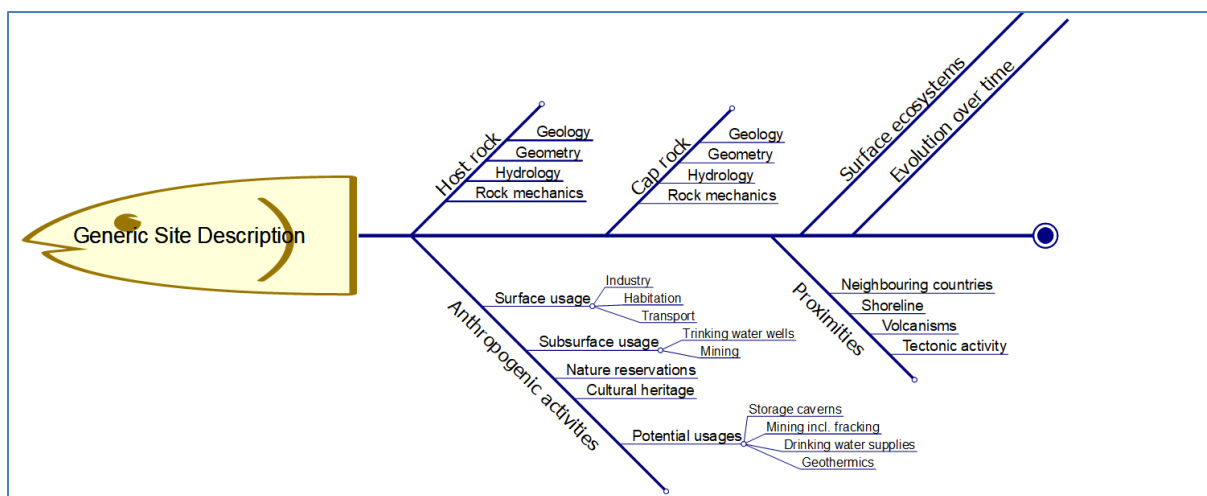 Generic Site Description
Host rock
Geology
Geometry
Hydrology
Rock mechanics
Cap rock
Geology
Geometry
Hydrology
Rock mechanics
Surface ecosystems
Evolution over time
Anthropogenic activities
Surface usage
Industry
Habitation
Transport
Subsurface usage
Trinking water wells
Mining
Nature reservations
Cultural heritage
Potential usages
Storage caverns
Mining incl. fracking
Drinking water supplies
Geothermics
Proximities
Neighbouring countries
Shoreline
Volcanisms
Tectonic activity